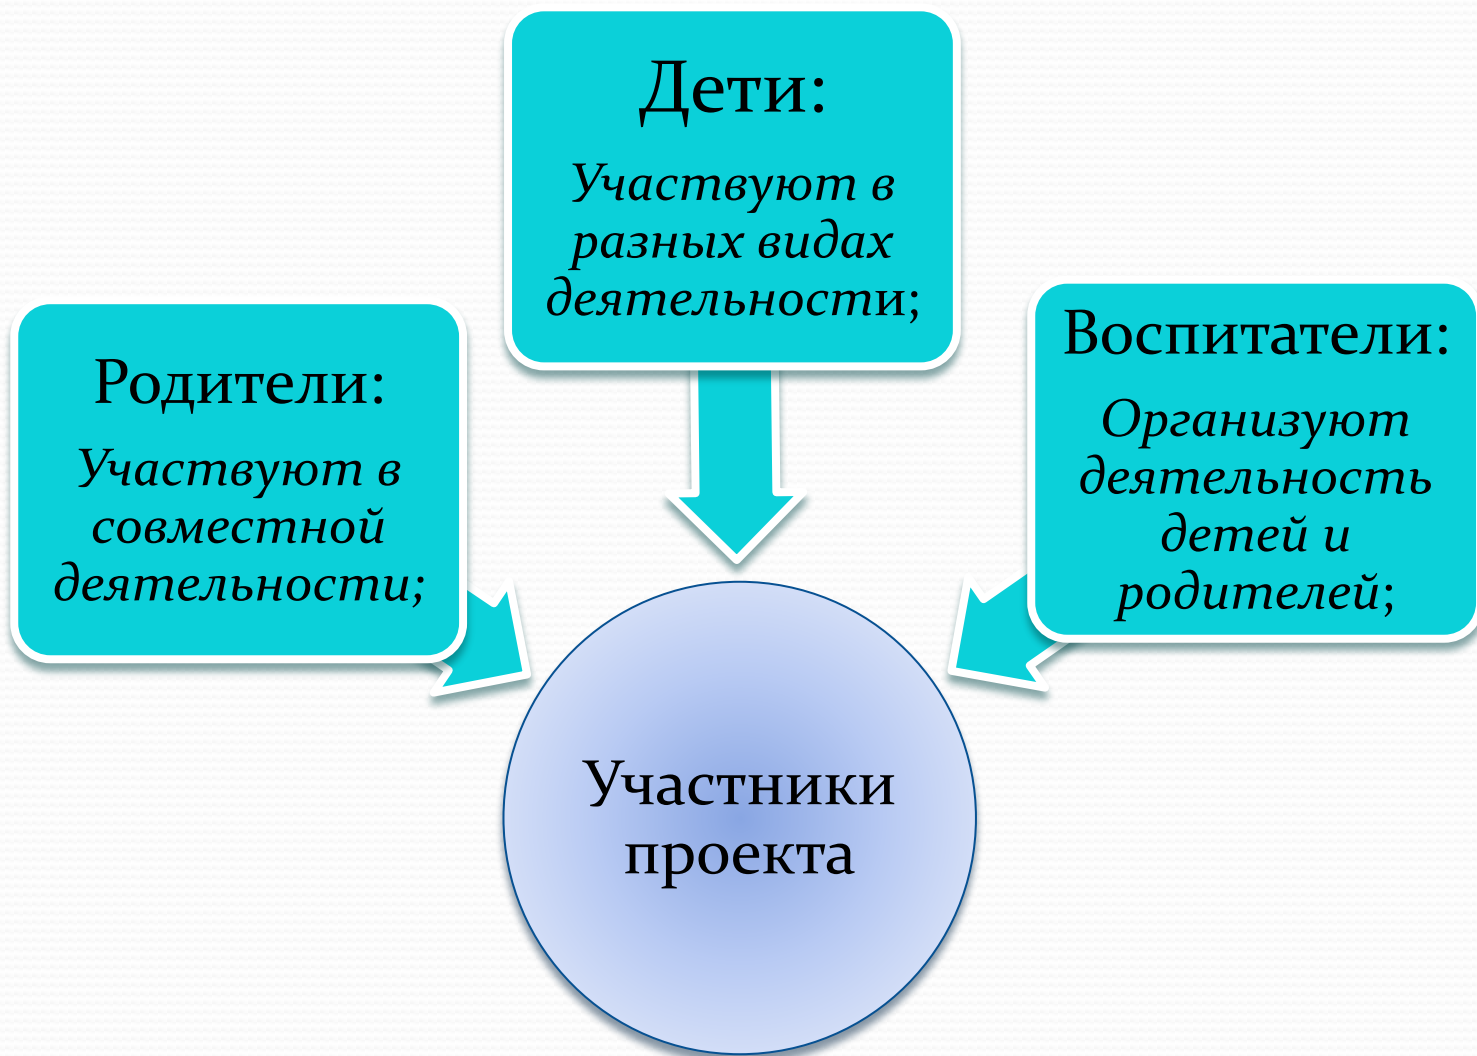 Дети:
Участвуют в
разных видах
деятельности;
Родители:
Участвуют в
совместной
деятельности;
Воспитатели:
Организуют
деятельность
детей и
родителей;
Участники
проекта